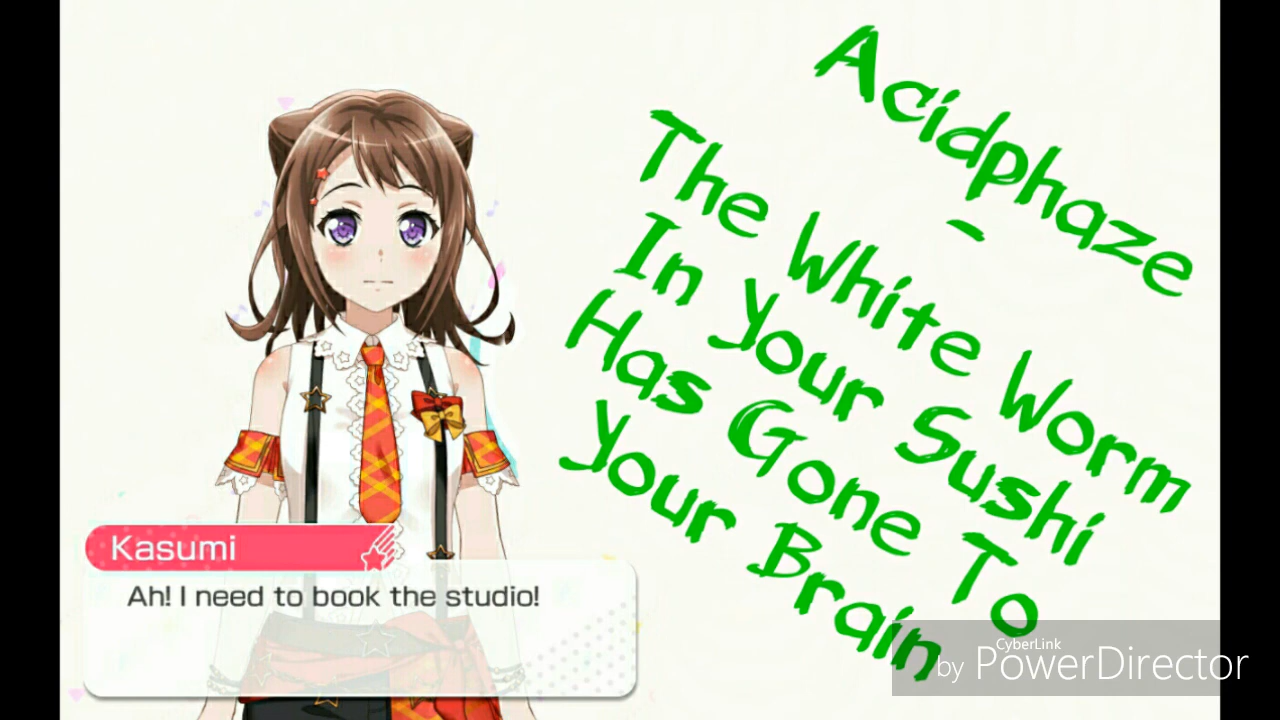 Acidphaze
-
The White Worm
In Your Sushi
Has Gone To
Your Brain
Kasumi
Ah! I need to book the studio!
CyberLink
by PowerDirector